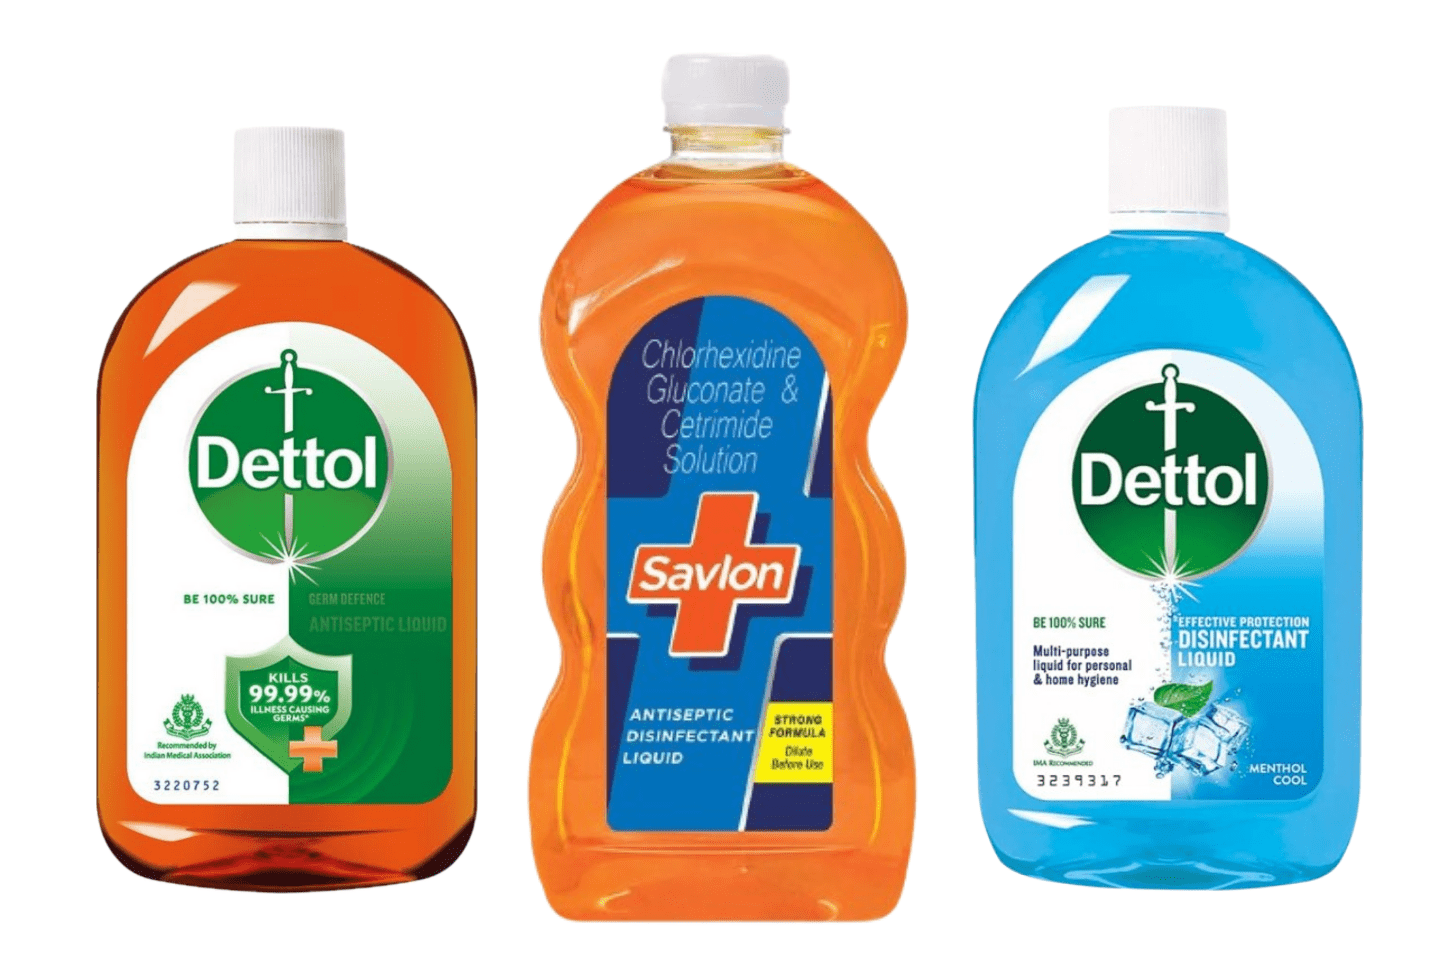 Dettol
BE 100% SURE
GERM DEFENCE
ANTISEPTIC LIQUID
KILLS
99.99%
ILLNESS CAUSING
GERMS*
Recommended by
Indian Medical Association
3220752
Chlorhexidine
Gluconate &
Cetrimide
Solution
Savlon
ANTISEPTIC
DISINFECTANT
LIQUID
STRONG
FORMULA
Dilute
Before Use
Dettol
BE 100% SURE
Multi-purpose
liquid for personal
& home hygiene
EFFECTIVE PROTECTION
DISINFECTANT
LIQUID
IMA RECOMMENDED
3239317
MENTHOL
COOL